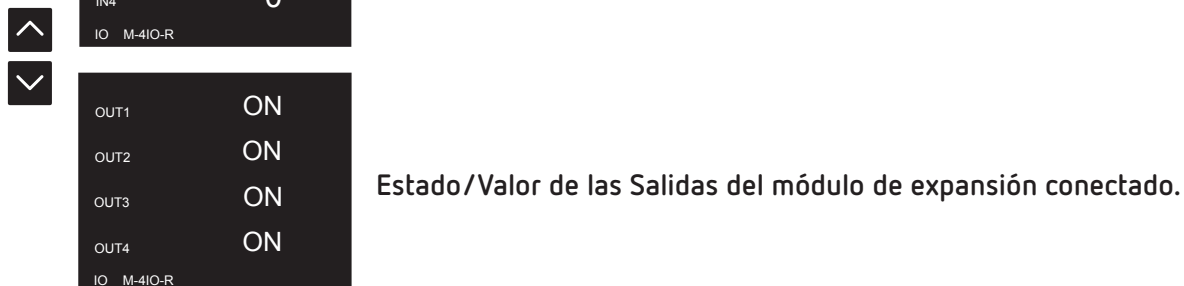 IN4 0
IO M-4IO-R
OUT1 ON
OUT2 ON
OUT3 ON
OUT4 ON
IO M-4IO-R
Estado/Valor de las Salidas del módulo de expansión conectado.